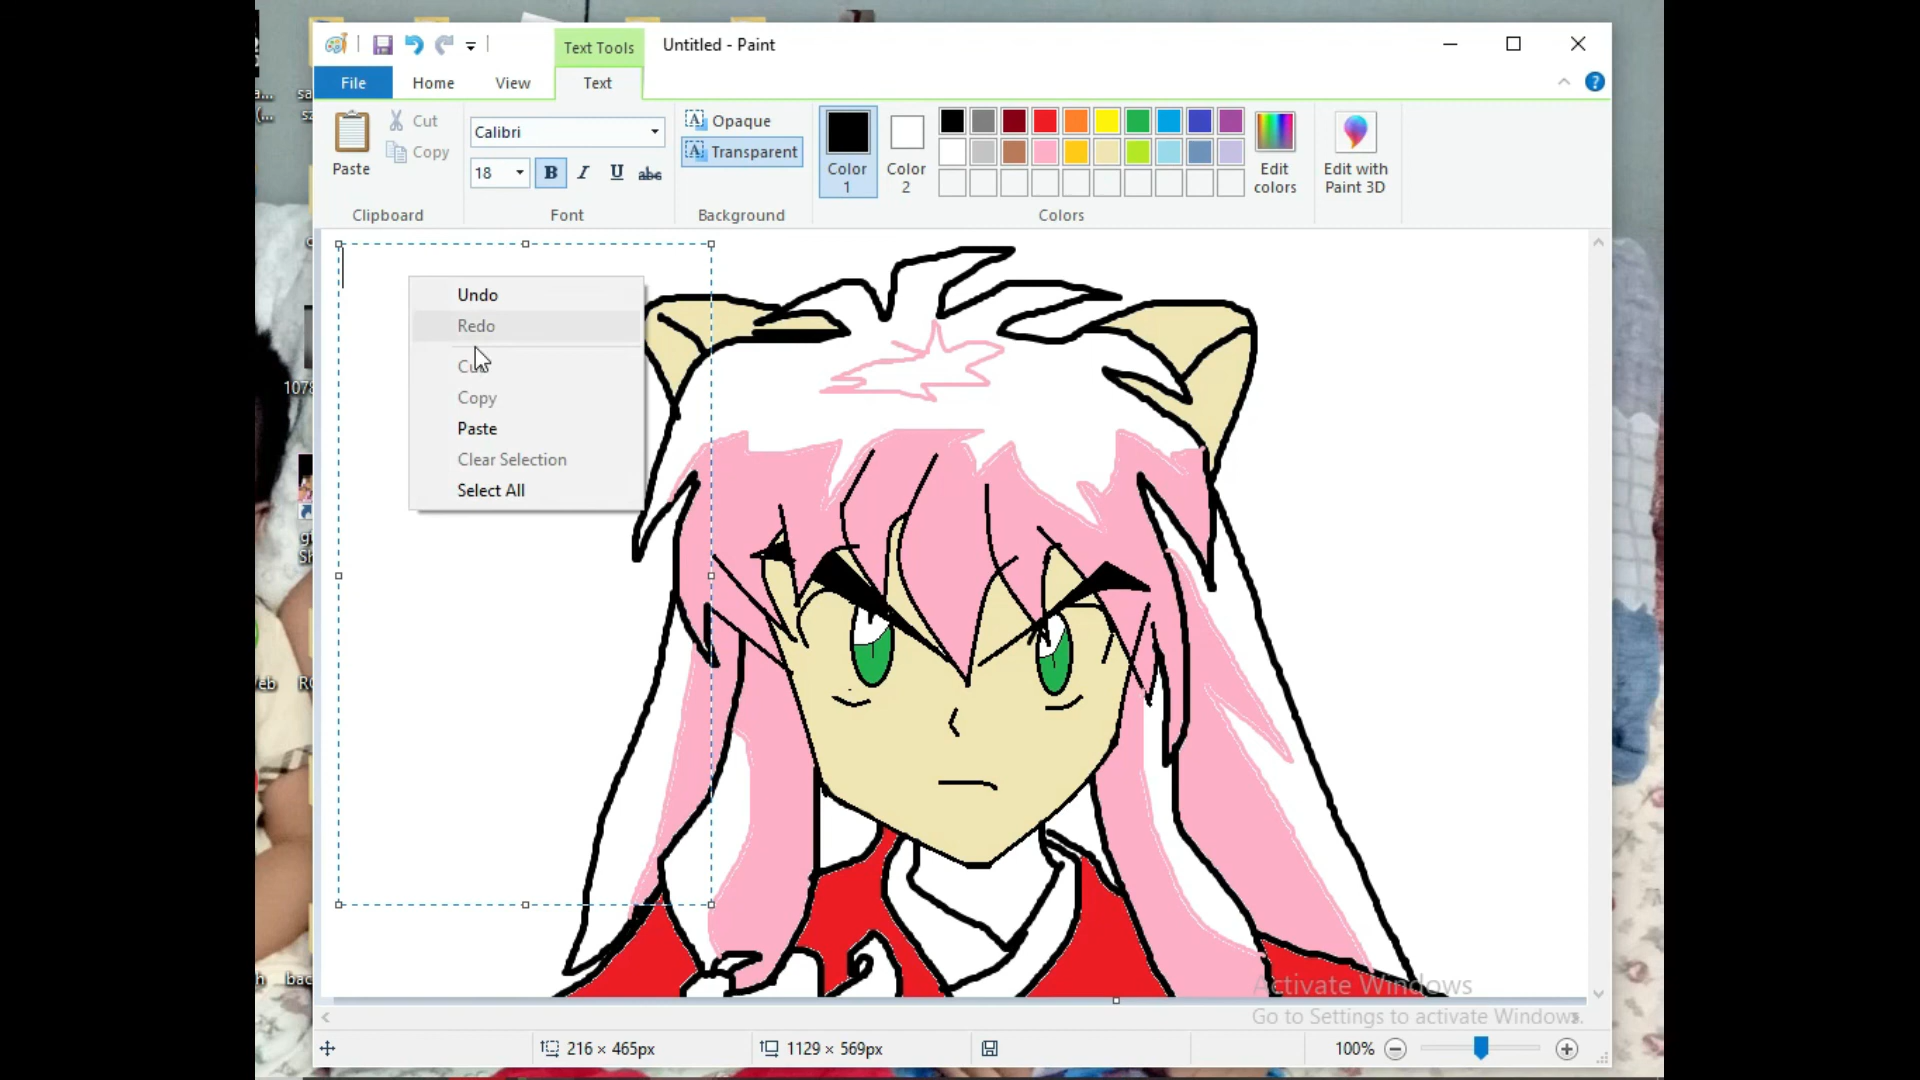 Text Tools
Untitled - Paint
File
Home
View
Text
Paste
Cut
Copy
Calibri
18
B
I
U
abc
Opaque
Transparent
Color 1
Color 2
Edit colors
Edit with Paint 3D
Clipboard
Font
Background
Colors
Undo
Redo
Copy
Paste
Clear Selection
Select All
1078
Activate Windows
Go to Settings to activate Windows.
216 × 465px
1129 × 569px
100%